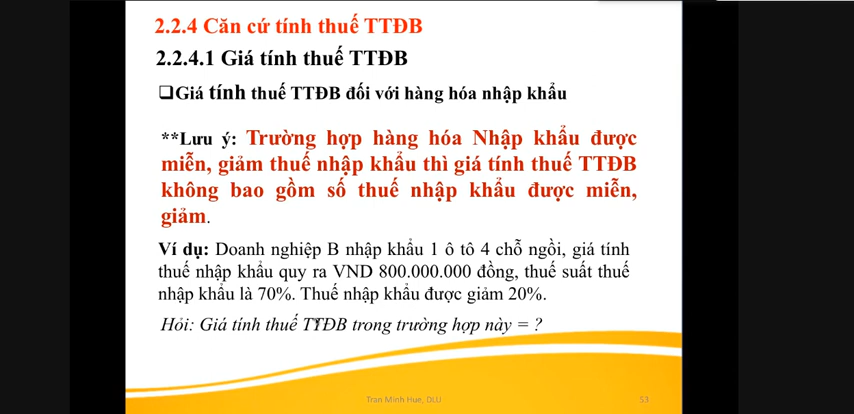 2.2.4 Căn cứ tính thuế TTĐB
2.2.4.1 Giá tính thuế TTĐB
❑Giá tính thuế TTĐB đối với hàng hóa nhập khẩu
**Lưu ý: Trường hợp hàng hóa Nhập khẩu được
miễn, giảm thuế nhập khẩu thì giá tính thuế TTĐB
không bao gồm số thuế nhập khẩu được miễn,
giảm.
Ví dụ: Doanh nghiệp B nhập khẩu 1 ô tô 4 chỗ ngồi, giá tính
thuế nhập khẩu quy ra VND 800.000.000 đồng, thuế suất thuế
nhập khẩu là 70%. Thuế nhập khẩu được giảm 20%.
Hỏi: Giá tính thuế TTĐB trong trường hợp này = ?
Tran Minh Hue, DLU
53